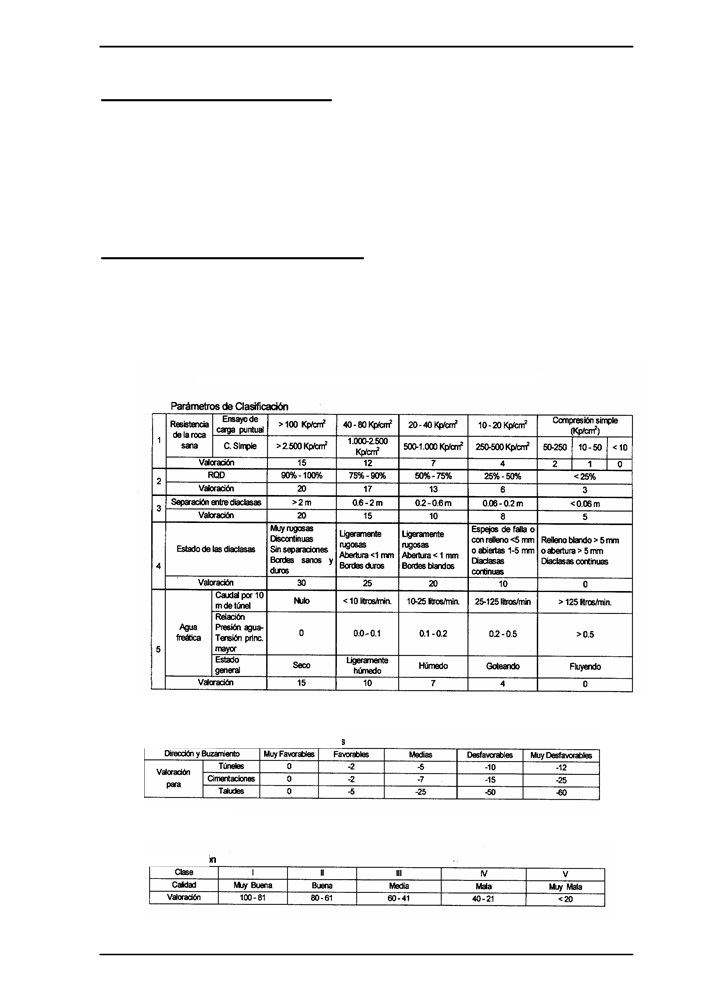 Parámetros de Clasificación
1 Resistencia de la roca sana Ensayo de carga puntual > 100 Kp/cm² 40 - 80 Kp/cm² 20 - 40 Kp/cm² 10 - 20 Kp/cm² Compresión simple (Kp/cm²)
C. Simple > 2.500 Kp/cm² 1.000-2.500 Kp/cm² 500-1.000 Kp/cm² 250-500 Kp/cm² 50-250 10 - 50 < 10
Valoración 15 12 7 4 2 1 0
2 RQD 90% - 100% 75% - 90% 50% - 75% 25% - 50% < 25%
Valoración 20 17 13 6 3
3 Separación entre diaclasas > 2 m 0.6 - 2 m 0.2 - 0.6 m 0.06 - 0.2 m < 0.06 m
Valoración 20 15 10 8 5
4 Estado de las diaclasas Muy rugosas Discontinuas Sin separaciones Bordes sanos y duros Ligeramente rugosas Abertura <1 mm Bordes duros Ligeramente rugosas Abertura < 1 mm Bordes blandos Espejos de falla o con relleno <5 mm o abiertas 1-5 mm Diaclasas continuas Relleno blando > 5 mm o abertura > 5 mm Diaclasas continuas
Valoración 30 25 20 10 0
5 Agua freática Caudal por 10 m de túnel Nulo < 10 litros/min. 10-25 litros/min. 25-125 litros/min > 125 litros/min.
Relación Presión agua-Tensión princ. mayor 0 0.0 - 0.1 0.1 - 0.2 0.2 - 0.5 > 0.5
Estado general Seco Ligeramente húmedo Húmedo Goteando Fluyendo
Valoración 15 10 7 4 0
s
Dirección y Buzamiento Muy Favorables Favorables Medias Desfavorables Muy Desfavorables
Valoración para Túneles 0 -2 -5 -10 -12
Cimentaciones 0 -2 -7 -15 -25
Taludes 0 -5 -25 -50 -60
ón
Clase I II III IV V
Calidad Muy Buena Buena Media Mala Muy Mala
Valoración 100 - 81 80 - 61 60 - 41 40 - 21 < 20